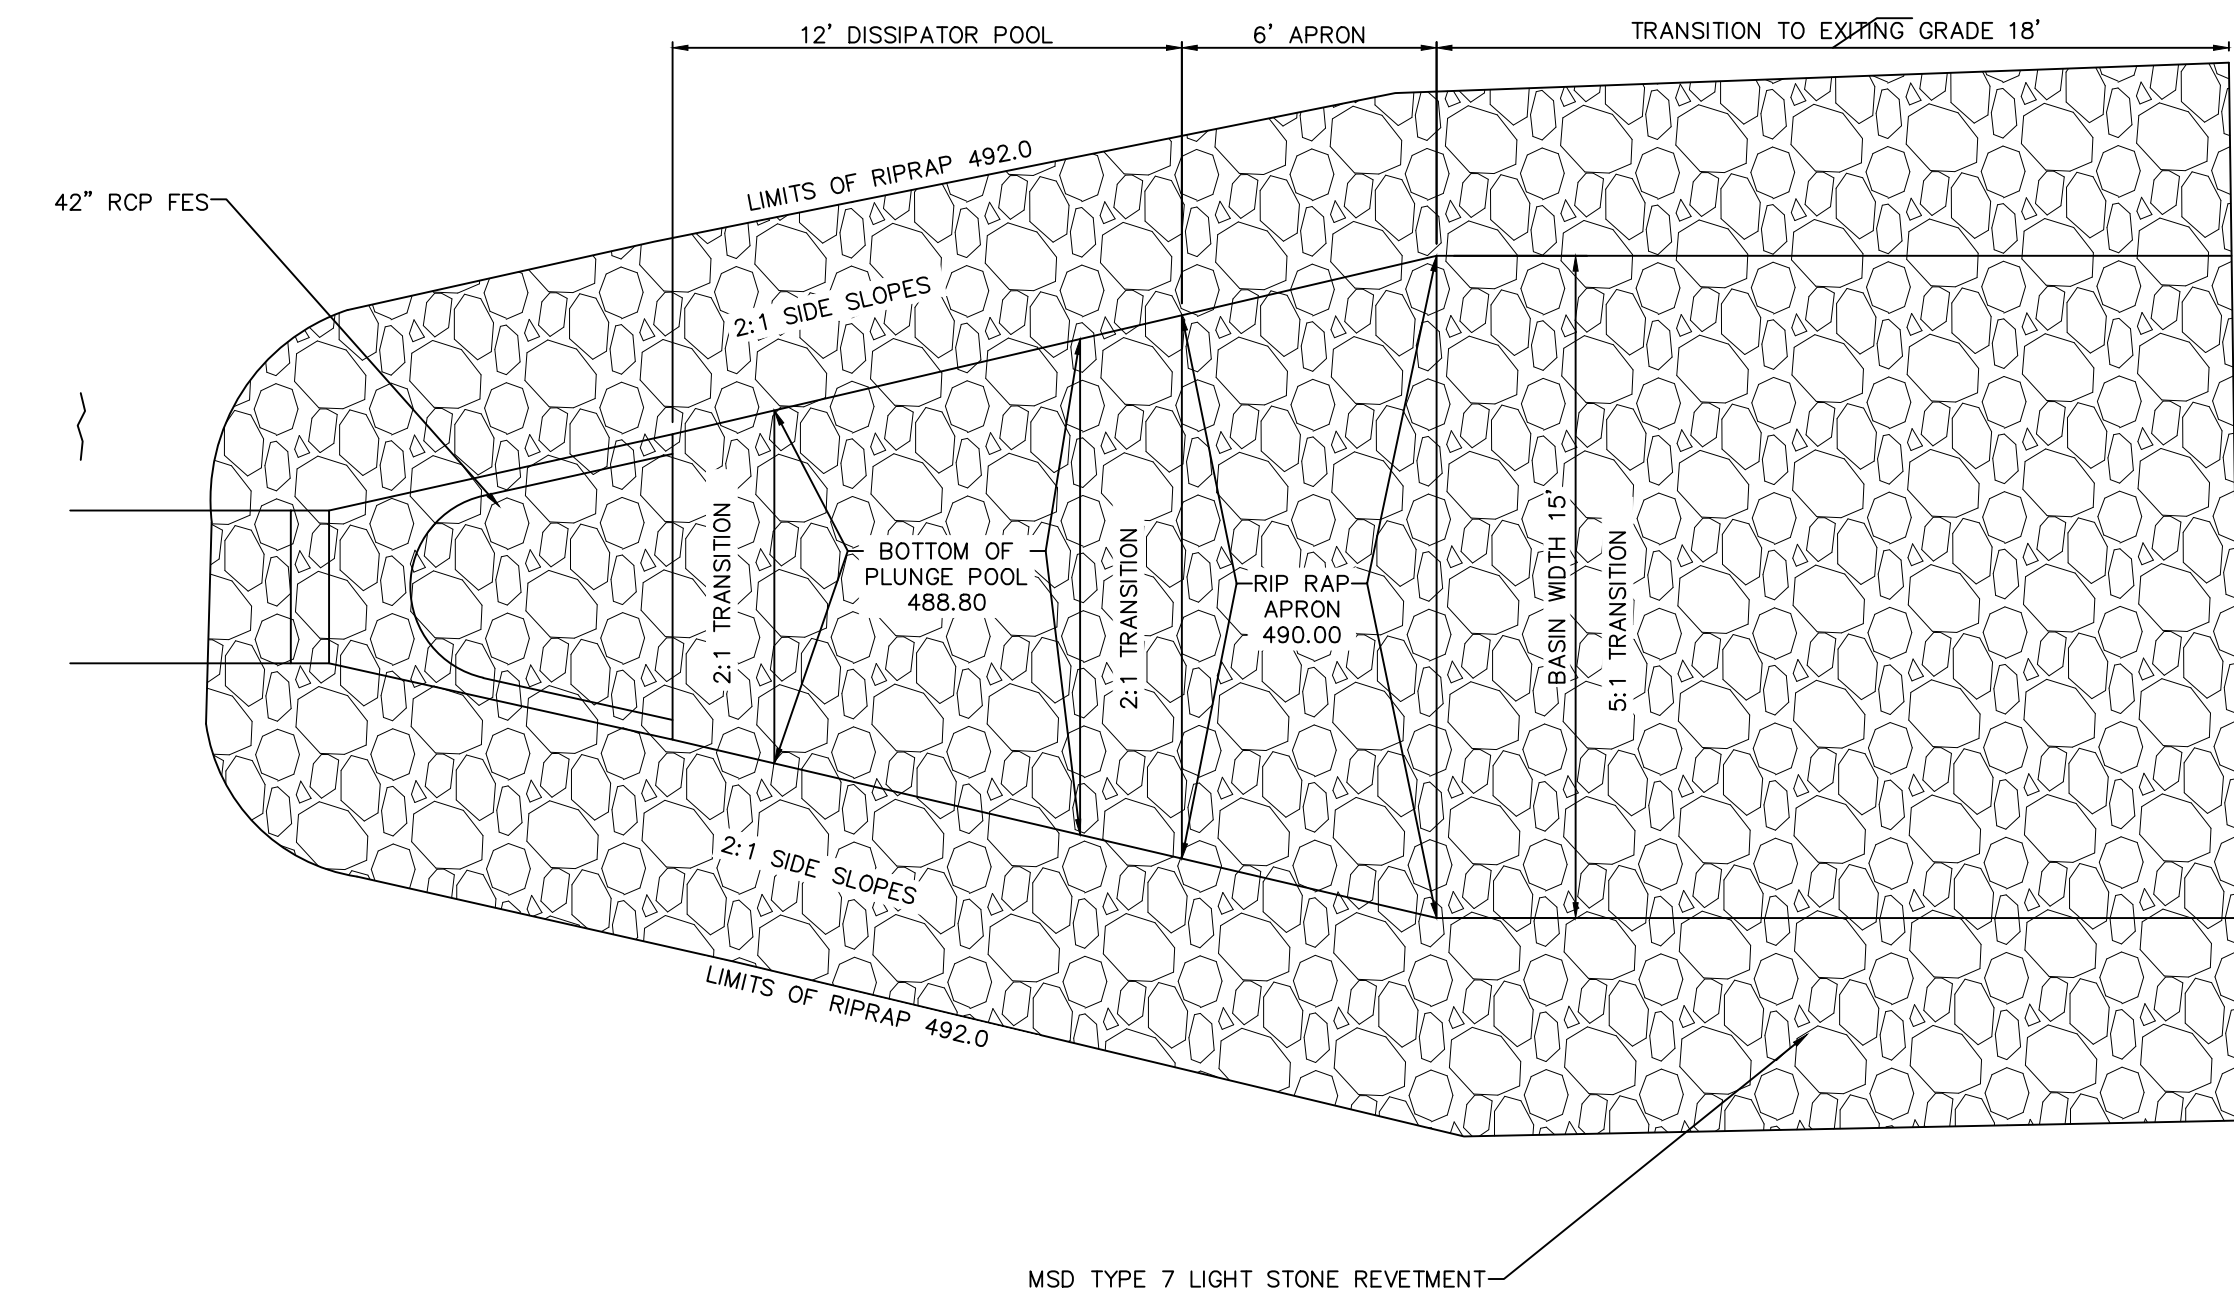 12' DISSIPATOR POOL
6' APRON
TRANSITION TO EXITING GRADE 18'
LIMITS OF RIPRAP 492.0
42" RCP FES
2:1 SIDE SLOPES
2:1 TRANSITION
BOTTOM OF
PLUNGE POOL
488.80
2:1 TRANSITION
RIP RAP
APRON
490.00
BASIN WIDTH 15'
5:1 TRANSITION
2:1 SIDE SLOPES
LIMITS OF RIPRAP 492.0
MSD TYPE 7 LIGHT STONE REVETMENT